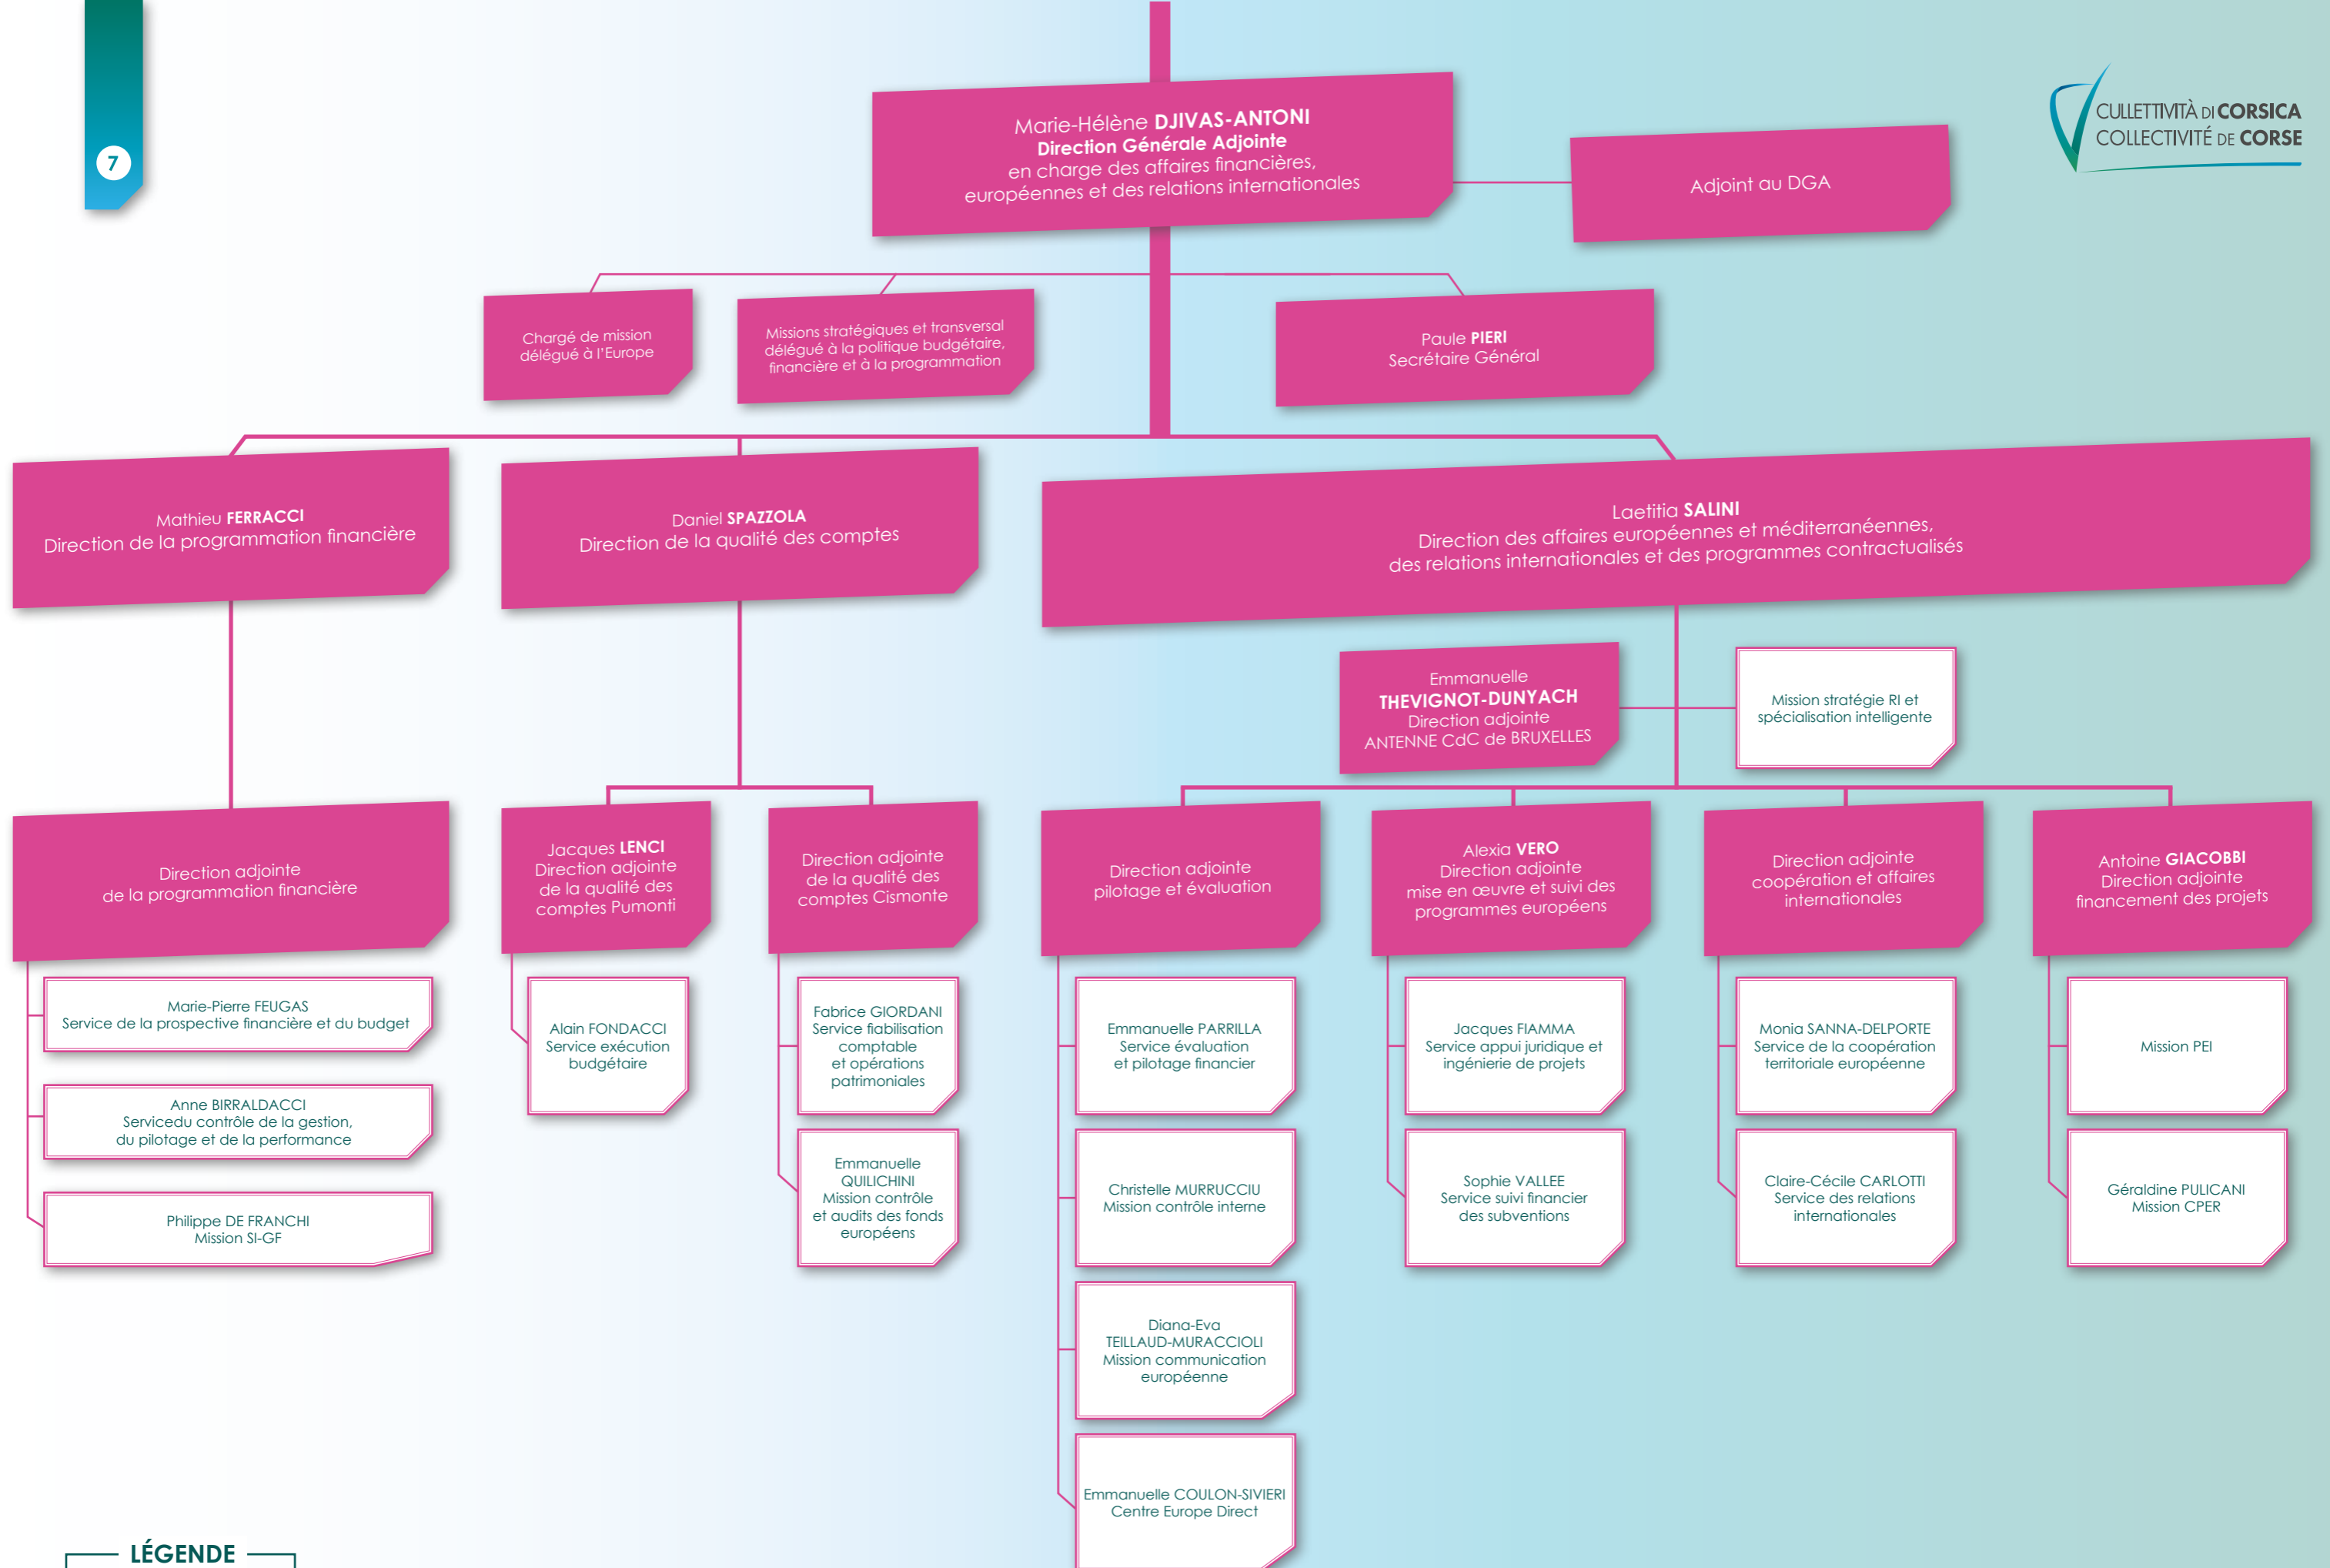 7
CULLETTIVITÀ DI CORSICA
COLLECTIVITÉ DE CORSE
Marie-Hélène DJIVAS-ANTONI
Direction Générale Adjointe
en charge des affaires financières,
européennes et des relations internationales
Adjoint au DGA
Chargé de mission
délégué à l'Europe
Missions stratégiques et transversal
délégué à la politique budgétaire,
financière et à la programmation
Paule PIERI
Secrétaire Général
Mathieu FERRACCI
Direction de la programmation financière
Daniel SPAZZOLA
Direction de la qualité des comptes
Laetitia SALINI
Direction des affaires européennes et méditerranéennes,
des relations internationales et des programmes contractualisés
Emmanuelle
THEVIGNOT-DUNYACH
Direction adjointe
ANTENNE CdC de BRUXELLES
Mission stratégie RI et
spécialisation intelligente
Direction adjointe
de la programmation financière
Jacques LENCI
Direction adjointe
de la qualité des
comptes Pumonti
Direction adjointe
de la qualité des
comptes Cismonte
Direction adjointe
pilotage et évaluation
Alexia VERO
Direction adjointe
mise en œuvre et suivi des
programmes européens
Direction adjointe
coopération et affaires
internationales
Antoine GIACOBBI
Direction adjointe
financement des projets
Marie-Pierre FEUGAS
Service de la prospective financière et du budget
Anne BIRRALDACCI
Servicedu contrôle de la gestion,
du pilotage et de la performance
Philippe DE FRANCHI
Mission SI-GF
Alain FONDACCI
Service exécution
budgétaire
Fabrice GIORDANI
Service fiabilisation
comptable
et opérations
patrimoniales
Emmanuelle
QUILICHINI
Mission contrôle
et audits des fonds
européens
Emmanuelle PARRILLA
Service évaluation
et pilotage financier
Christelle MURRUCCIU
Mission contrôle interne
Diana-Eva
TEILLAUD-MURACCIOLI
Mission communication
européenne
Emmanuelle COULON-SIVIERI
Centre Europe Direct
Jacques FIAMMA
Service appui juridique et
ingénierie de projets
Sophie VALLEE
Service suivi financier
des subventions
Monia SANNA-DELPORTE
Service de la coopération
territoriale européenne
Claire-Cécile CARLOTTI
Service des relations
internationales
Mission PEI
Géraldine PULICANI
Mission CPER
LÉGENDE